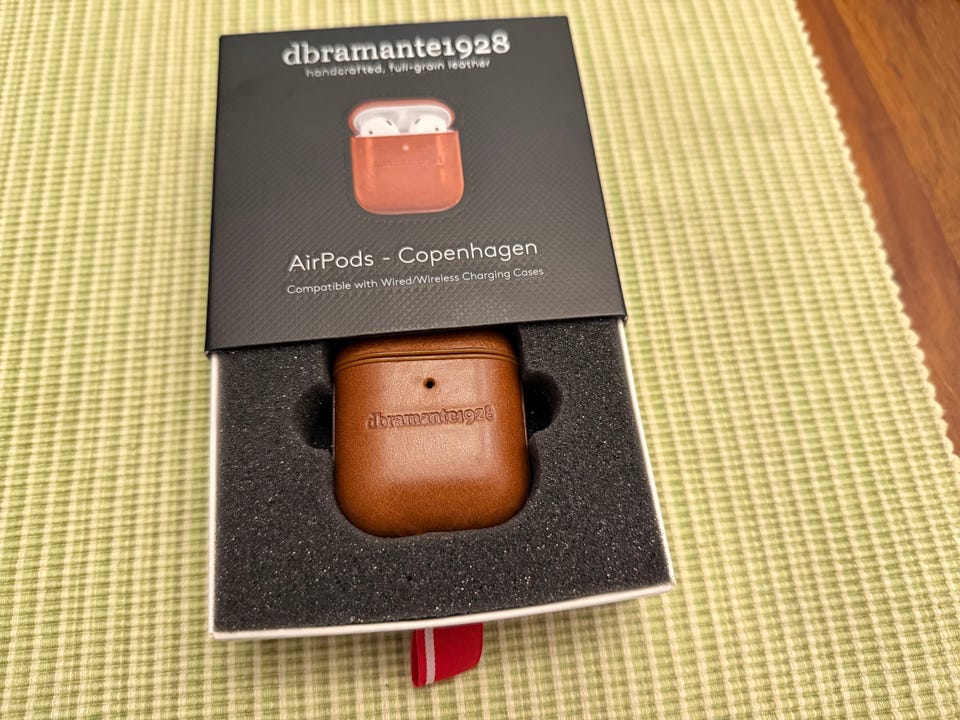 dbramante1928
handcrafted, full-grain leather
AirPods - Copenhagen
Compatible with Wired/Wireless Charging Cases
dbramante1928